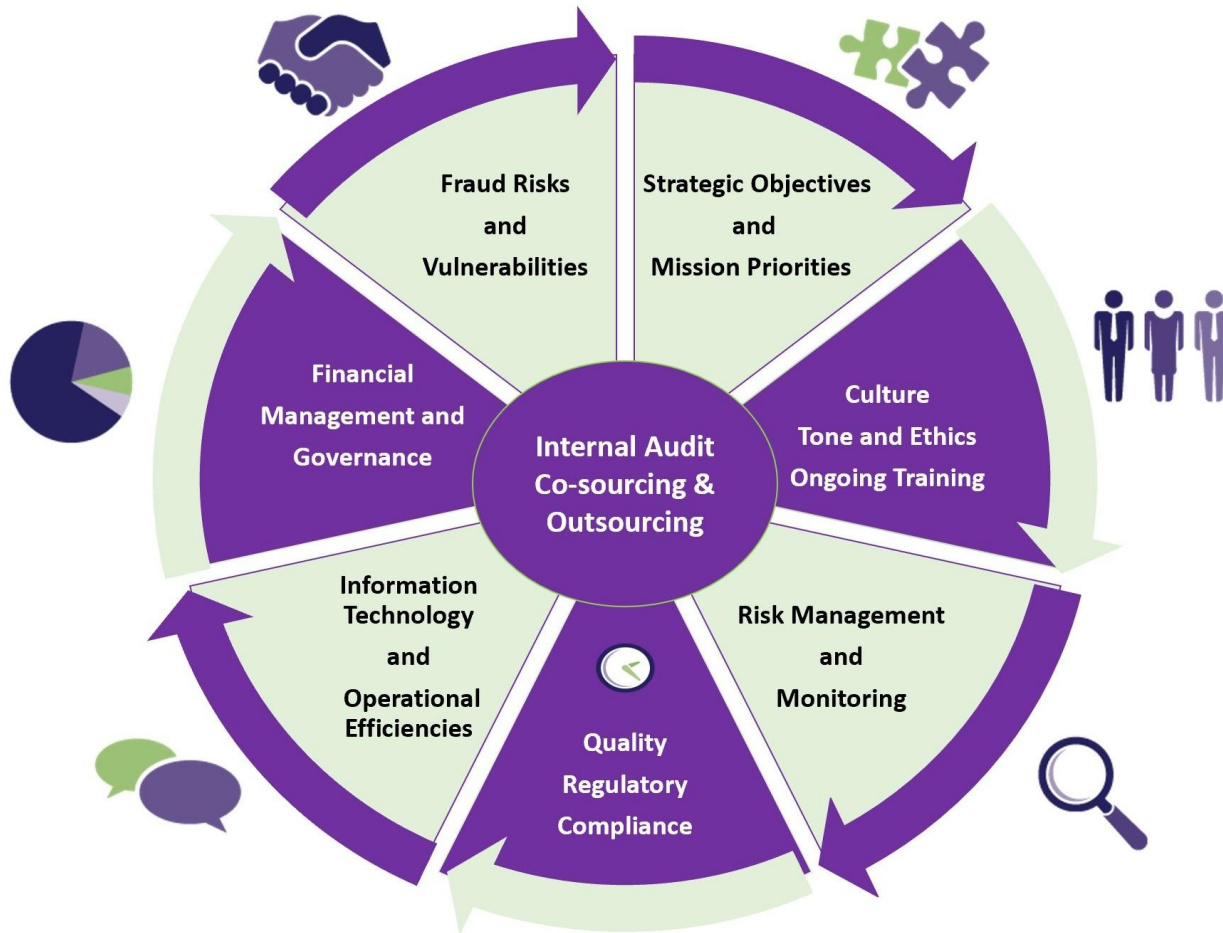 Fraud Risks
and
Vulnerabilities
Strategic Objectives
and
Mission Priorities
Culture
Tone and Ethics
Ongoing Training
Risk Management
and
Monitoring
Quality
Regulatory
Compliance
Information
Technology
and
Operational
Efficiencies
Financial
Management and
Governance
Internal Audit
Co-sourcing &
Outsourcing